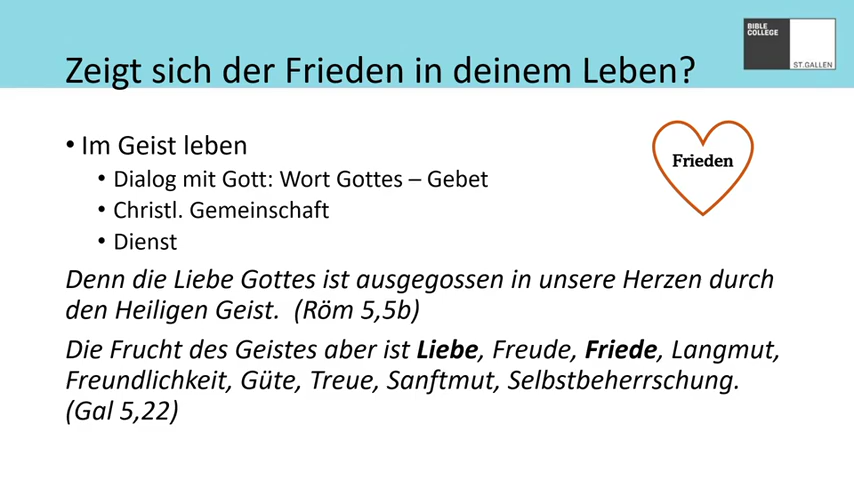 BIBLE
COLLEGE
ST.GALLEN
Zeigt sich der Frieden in deinem Leben?
• Im Geist leben
• Dialog mit Gott: Wort Gottes – Gebet
• Christl. Gemeinschaft
• Dienst
Frieden
Denn die Liebe Gottes ist ausgegossen in unsere Herzen durch
den Heiligen Geist. (Röm 5,5b)
Die Frucht des Geistes aber ist Liebe, Freude, Friede, Langmut,
Freundlichkeit, Güte, Treue, Sanftmut, Selbstbeherrschung.
(Gal 5,22)